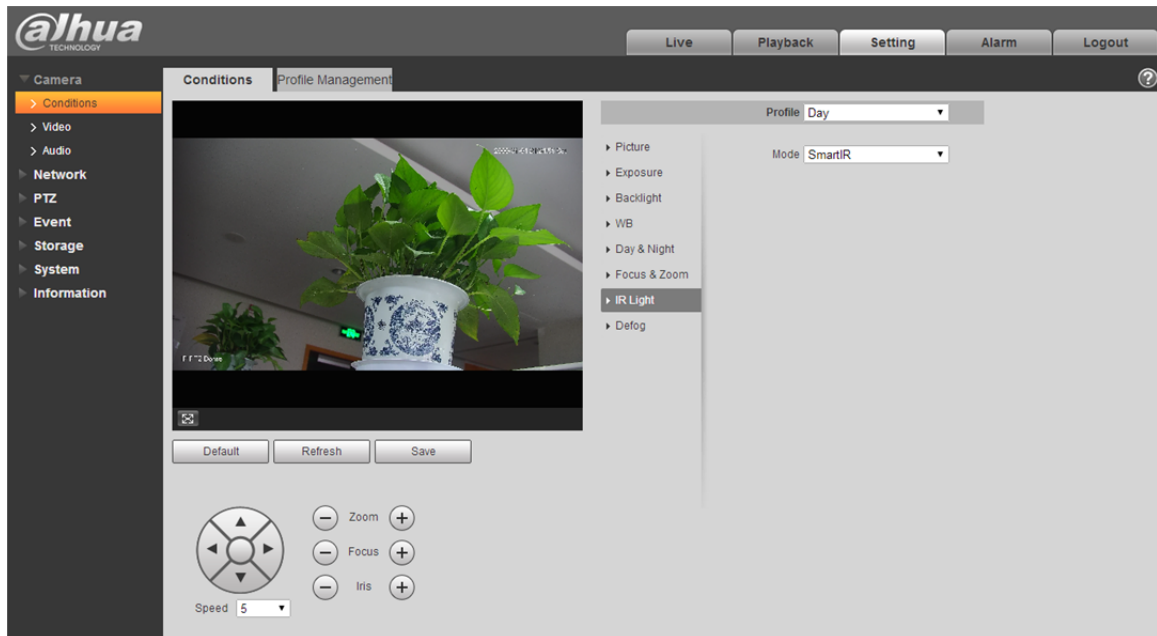 alhua
TECHNOLOGY
Live
Playback
Setting
Alarm
Logout
Camera
Conditions
Video
Audio
Network
PTZ
Event
Storage
System
Information
Conditions
Profile Management
?
Default
Refresh
Save
Zoom
Focus
Iris
Speed 5
Profile Day
Picture
Exposure
Backlight
WB
Day & Night
Focus & Zoom
IR Light
Defog
Mode SmartIR